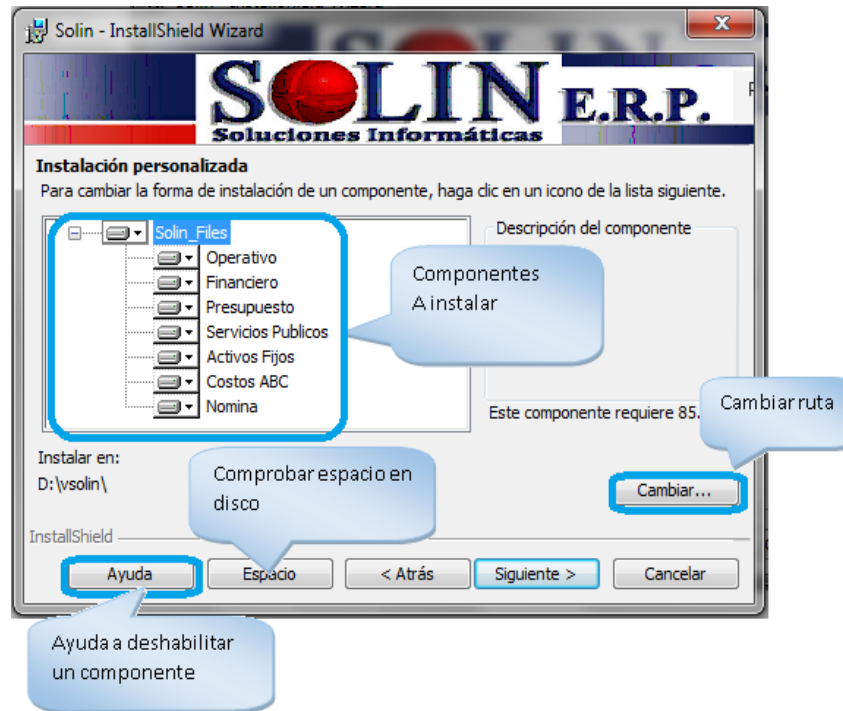 Solin - InstallShield Wizard
SOLIN E.R.P.
Soluciones Informáticas
Instalación personalizada
Para cambiar la forma de instalación de un componente, haga clic en un icono de la lista siguiente.
Solin_Files
Operativo
Financiero
Presupuesto
Servicios Publicos
Activos Fijos
Costos ABC
Nomina
Descripción del componente
Componentes
A instalar
Este componente requiere 85.
Cambiar ruta
Instalar en:
D:\vsolin\
Comprobar espacio en
disco
Cambiar...
InstallShield
Ayuda
Espacio
< Atrás
Siguiente >
Cancelar
Ayuda a deshabilitar
un componente